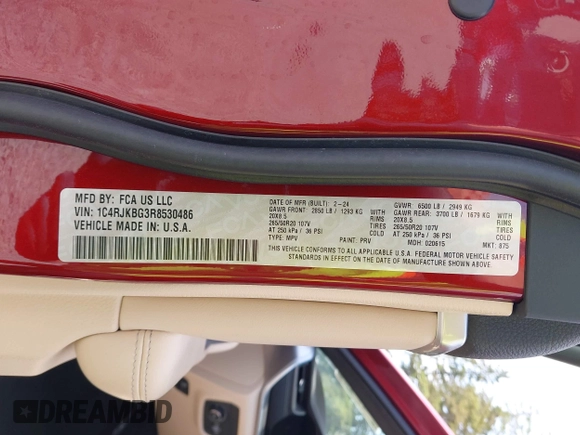 MFD BY: FCA US LLC
VIN: 1C4RJKBG3R8530486
VEHICLE MADE IN: U.S.A.
DATE OF MFR (BUILT): 2-24 GVWR: 6500 LB / 2949 KG
GAWR FRONT: 2850 LB / 1293 KG WITH GAWR REAR: 3700 LB / 1679 KG WITH
20X8.5 RIMS 20X8.5 RIMS
265/50R20 107V TIRES 265/50R20 107V TIRES
AT 250 kPa / 36 PSI COLD AT 250 kPa / 36 PSI COLD
TYPE: MPV PAINT: PRV MDH: 020615 MKT: 875
THIS VEHICLE CONFORMS TO ALL APPLICABLE U.S.A. FEDERAL MOTOR VEHICLE SAFETY
STANDARDS IN EFFECT ON THE DATE OF MANUFACTURE SHOWN ABOVE.
DREAMBID